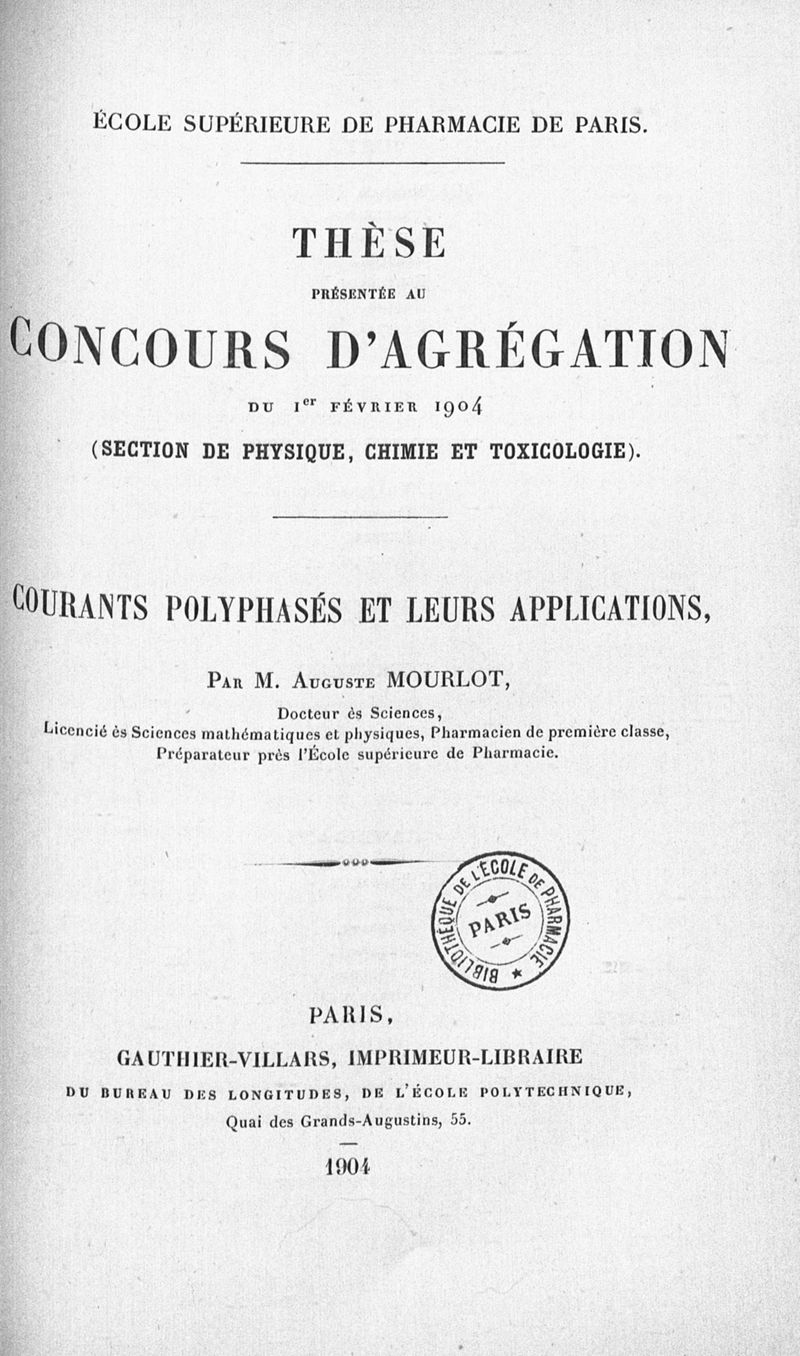 ÉCOLE SUPÉRIEURE DE PHARMACIE DE PARIS.
THÈSE
PRÉSENTÉE AU
CONCOURS D'AGRÉGATION
DU 1er FÉVRIER 1904
(SECTION DE PHYSIQUE, CHIMIE ET TOXICOLOGIE).
COURANTS POLYPHASÉS ET LEURS APPLICATIONS,
PAR M. AUGUSTE MOURLOT,
Docteur ès Sciences,
Licencié ès Sciences mathématiques et physiques, Pharmacien de première classe,
Préparateur près l'École supérieure de Pharmacie.
BIBLIOTHÈQUE DE L'ÉCOLE DE PHARMACIE
PARIS
PARIS,
GAUTHIER-VILLARS, IMPRIMEUR-LIBRAIRE
DU BUREAU DES LONGITUDES, DE L'ÉCOLE POLYTECHNIQUE,
Quai des Grands-Augustins, 55.
1904